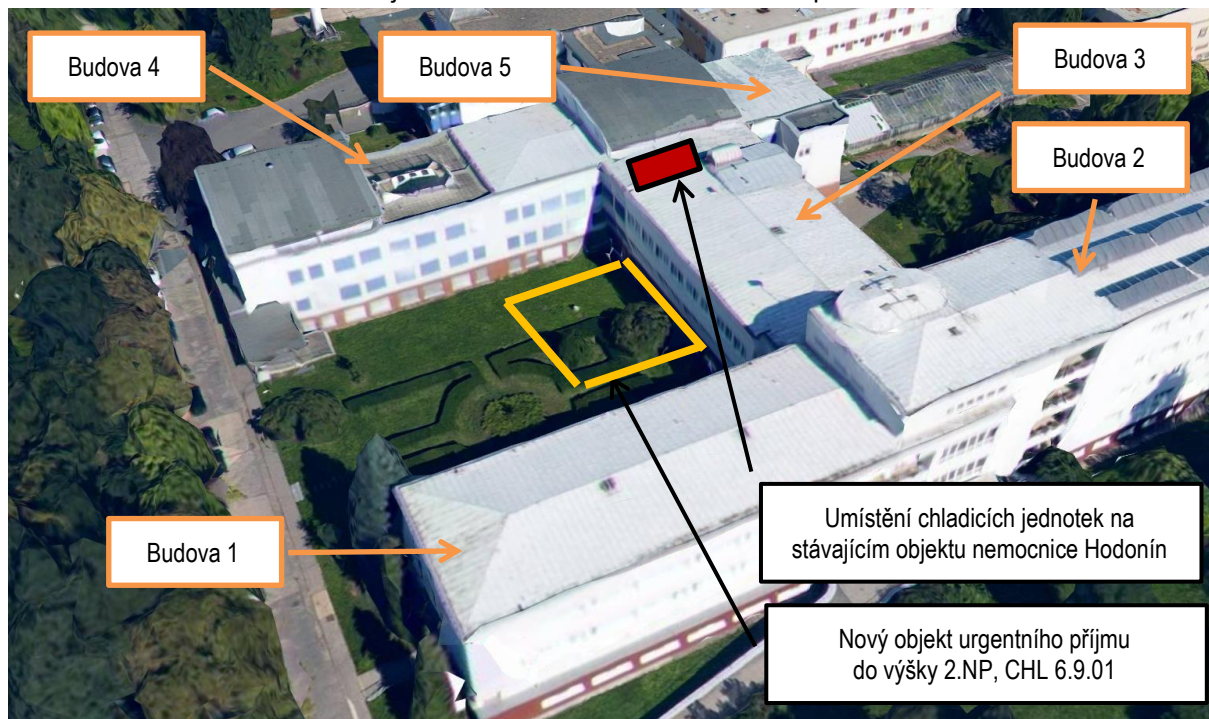 Budova 4
Budova 5
Budova 3
Budova 2
Budova 1
Umístění chladicích jednotek na
stávajícím objektu nemocnice Hodonín
Nový objekt urgentního příjmu
do výšky 2.NP, CHL 6.9.01